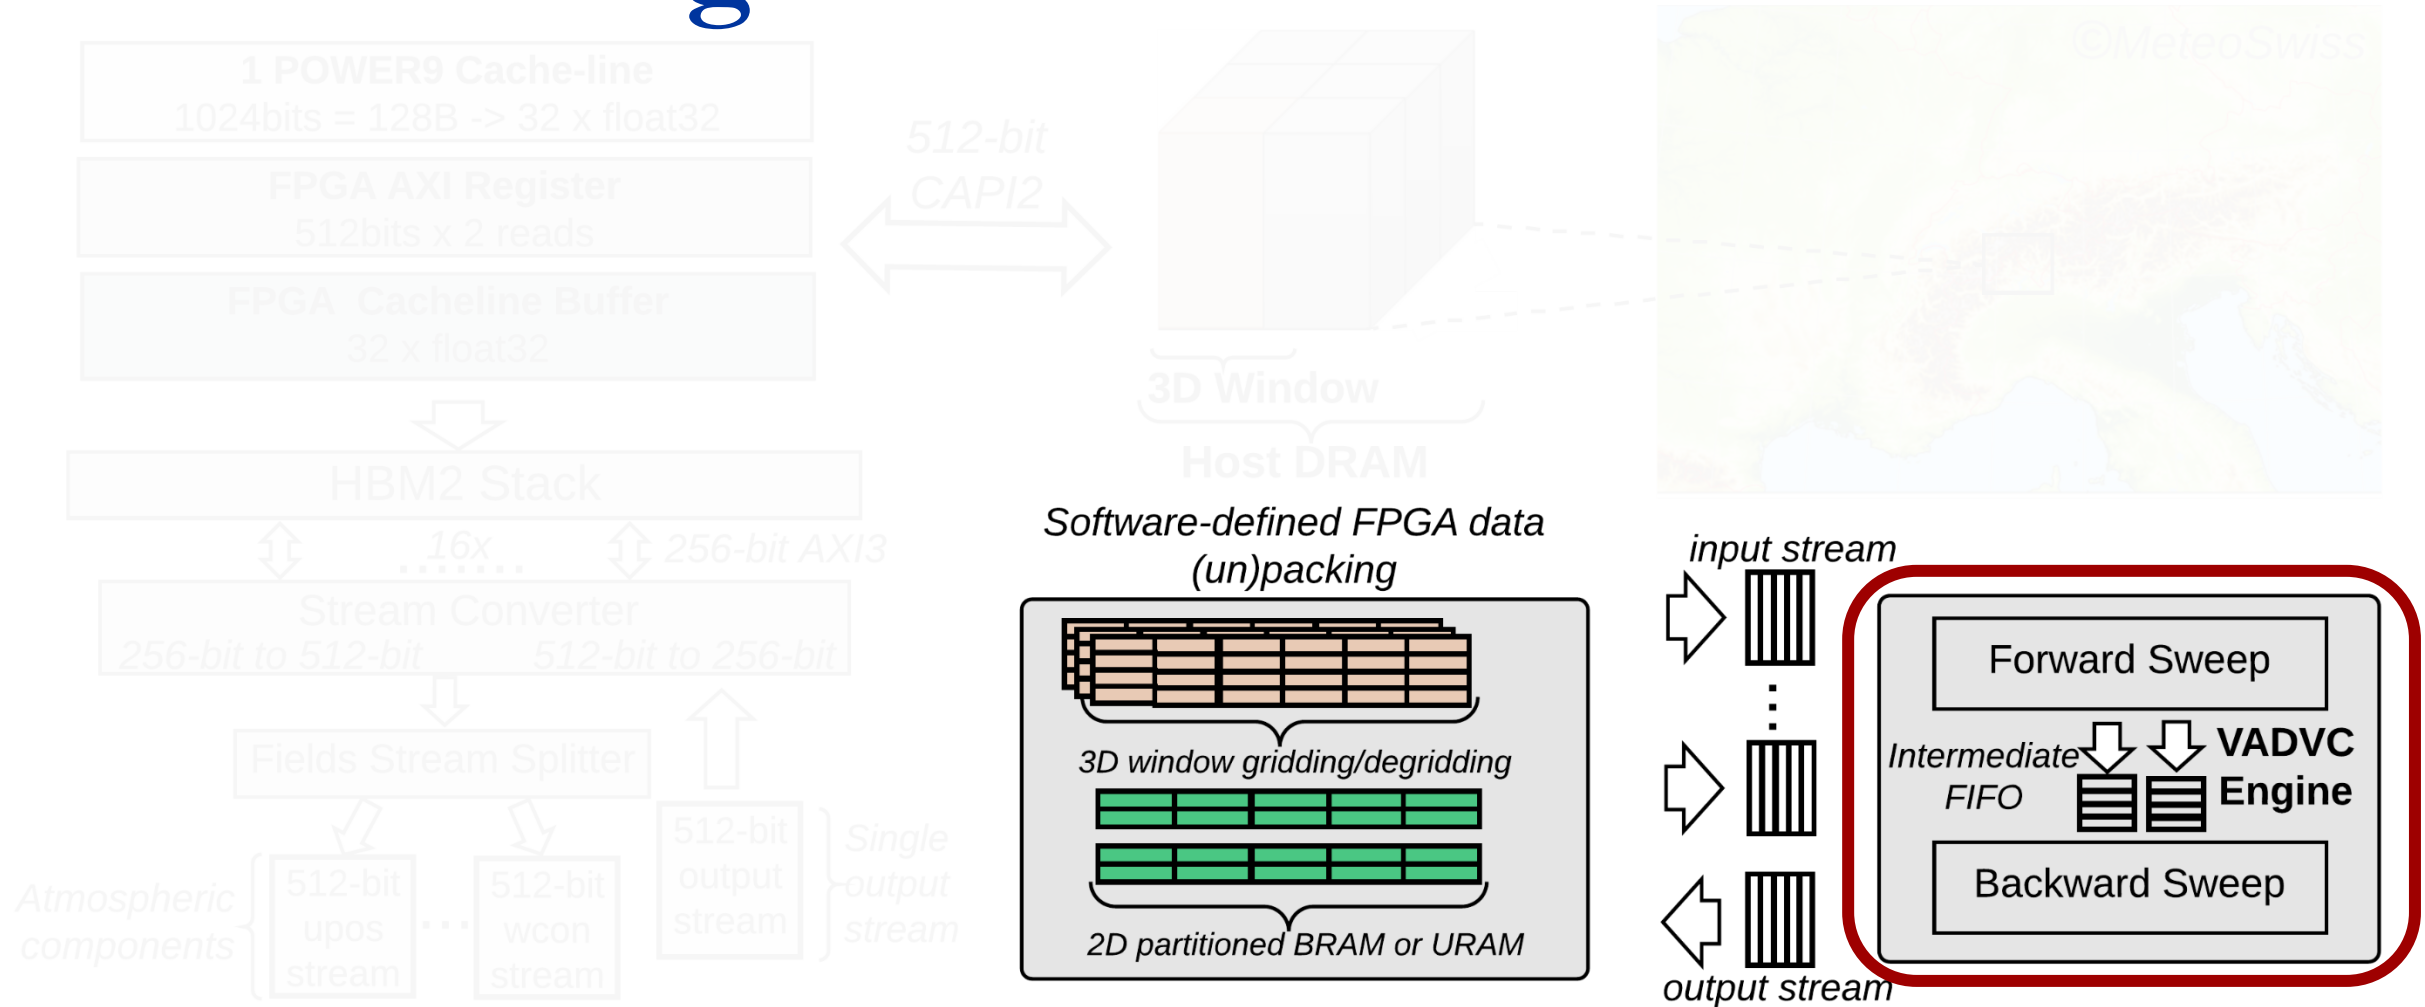 g
1 POWER9 Cache-line
1024bits = 128B -> 32 x float32
FPGA AXI Register
512bits x 2 reads
FPGA Cacheline Buffer
32 x float32
512-bit
CAPI2
©MeteoSwiss
3D Window
Host DRAM
HBM2 Stack
16x
256-bit AXI3
Stream Converter
256-bit to 512-bit
512-bit to 256-bit
Fields Stream Splitter
Atmospheric
components
512-bit
upos
stream
512-bit
wcon
stream
512-bit
output
stream
Single
output
stream
Software-defined FPGA data
(un)packing
3D window gridding/degridding
2D partitioned BRAM or URAM
input stream
output stream
Forward Sweep
Intermediate
FIFO
VADVC
Engine
Backward Sweep